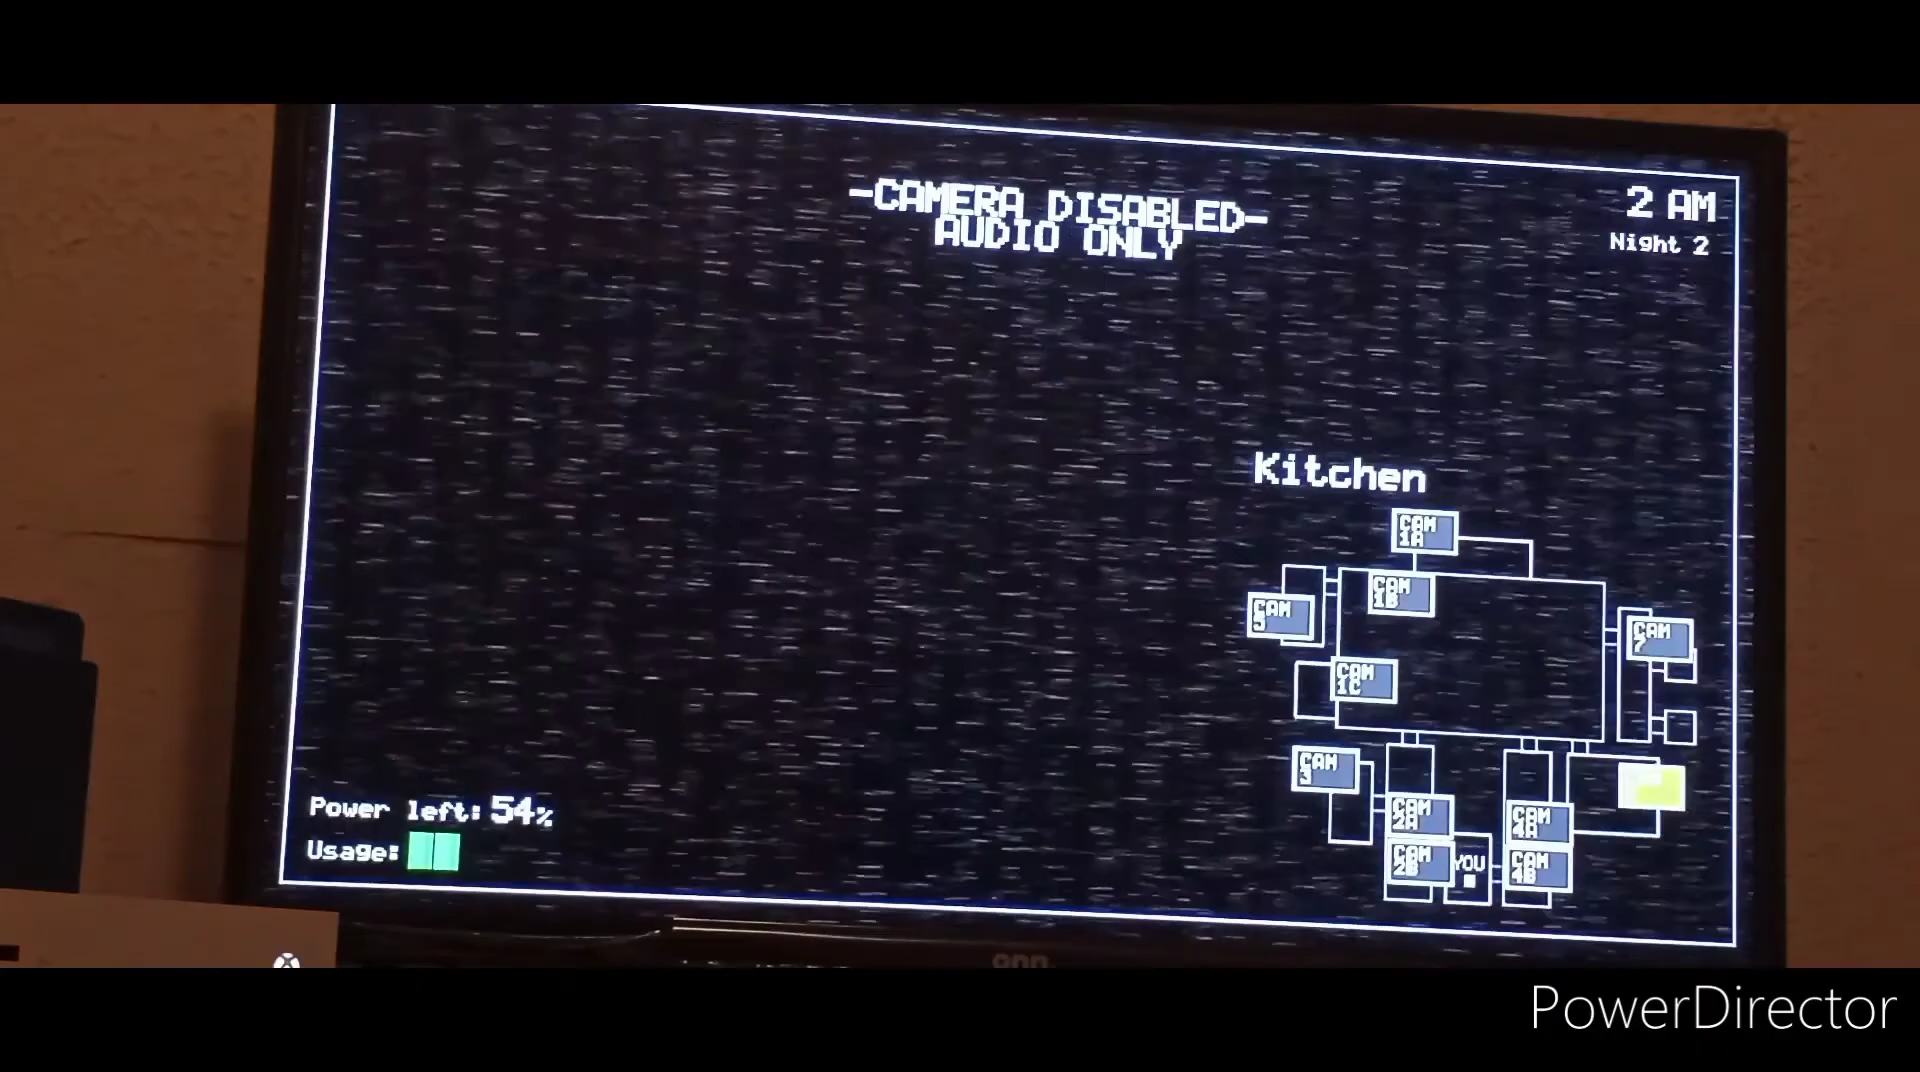 -CAMERA DISABLED-
AUDIO ONLY
2 AM
Night 2
Kitchen
CAM
1A
CAM
1B
CAM
5
CAM
7
CAM
1C
CAM
3
CAM
2A
CAM
4A
CAM
2B
YOU
CAM
4B
Power left: 54%
Usage:
onn.
PowerDirector